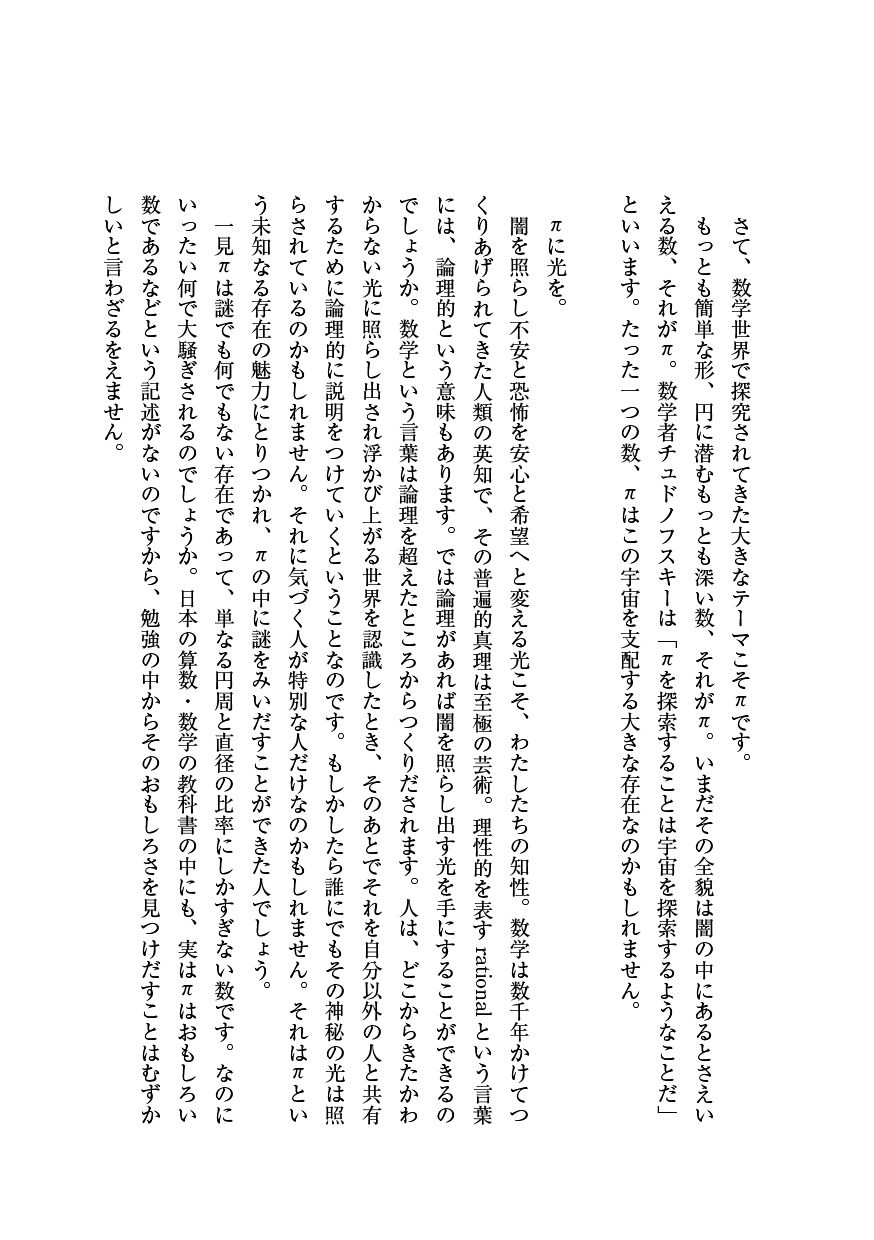 さて、数学世界で探究されてきた大きなテーマこそπです。
もっとも簡単な形、円に潜むもっとも深い数、それがπ。いまだその全貌は闇の中にあるとさえい
える数、それがπ。数学者チュドノフスキーは「πを探索することは宇宙を探索するようなことだ」
といいます。たった一つの数、πはこの宇宙を支配する大きな存在なのかもしれません。
πに光を。
闇を照らし不安と恐怖を安心と希望へと変える光こそ、わたしたちの知性。数学は数千年かけてつ
くりあげられてきた人類の英知で、その普遍的真理は至極の芸術。理性的を表すrationalという言葉
には、論理的という意味もあります。では論理があれば闇を照らし出す光を手にすることができるの
でしょうか。数学という言葉は論理を超えたところからつくりだされます。人は、どこからきたかわ
からない光に照らし出され浮かび上がる世界を認識したとき、そのあとでそれを自分以外の人と共有
するために論理的に説明をつけていくということなのです。もしかしたら誰にでもその神秘の光は照
らされているのかもしれません。それに気づく人が特別な人だけなのかもしれません。それはπとい
う未知なる存在の魅力にとりつかれ、πの中に謎をみいだすことができた人でしょう。
一見πは謎でも何でもない存在であって、単なる円周と直径の比率にしかすぎない数です。なのに
いったい何で大騒ぎされるのでしょうか。日本の算数・数学の教科書の中にも、実はπはおもしろい
数であるなどという記述がないのですから、勉強の中からそのおもしろさを見つけだすことはむずか
しいと言わざるをえません。